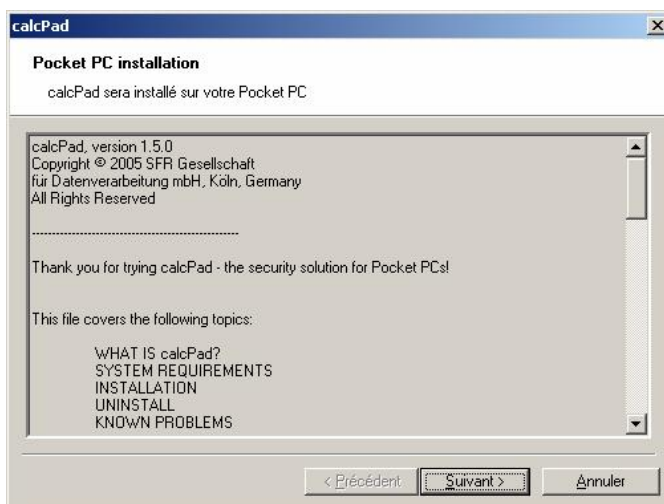 calcPad
Pocket PC installation
calcPad sera installé sur votre Pocket PC
calcPad, version 1.5.0
Copyright © 2005 SFR Gesellschaft
für Datenverarbeitung mbH, Köln, Germany
All Rights Reserved
----------------------------------------------------
Thank you for trying calcPad - the security solution for Pocket PCs!
This file covers the following topics:
WHAT IS calcPad?
SYSTEM REQUIREMENTS
INSTALLATION
UNINSTALL
KNOWN PROBLEMS
< Précédent Suivant > Annuler